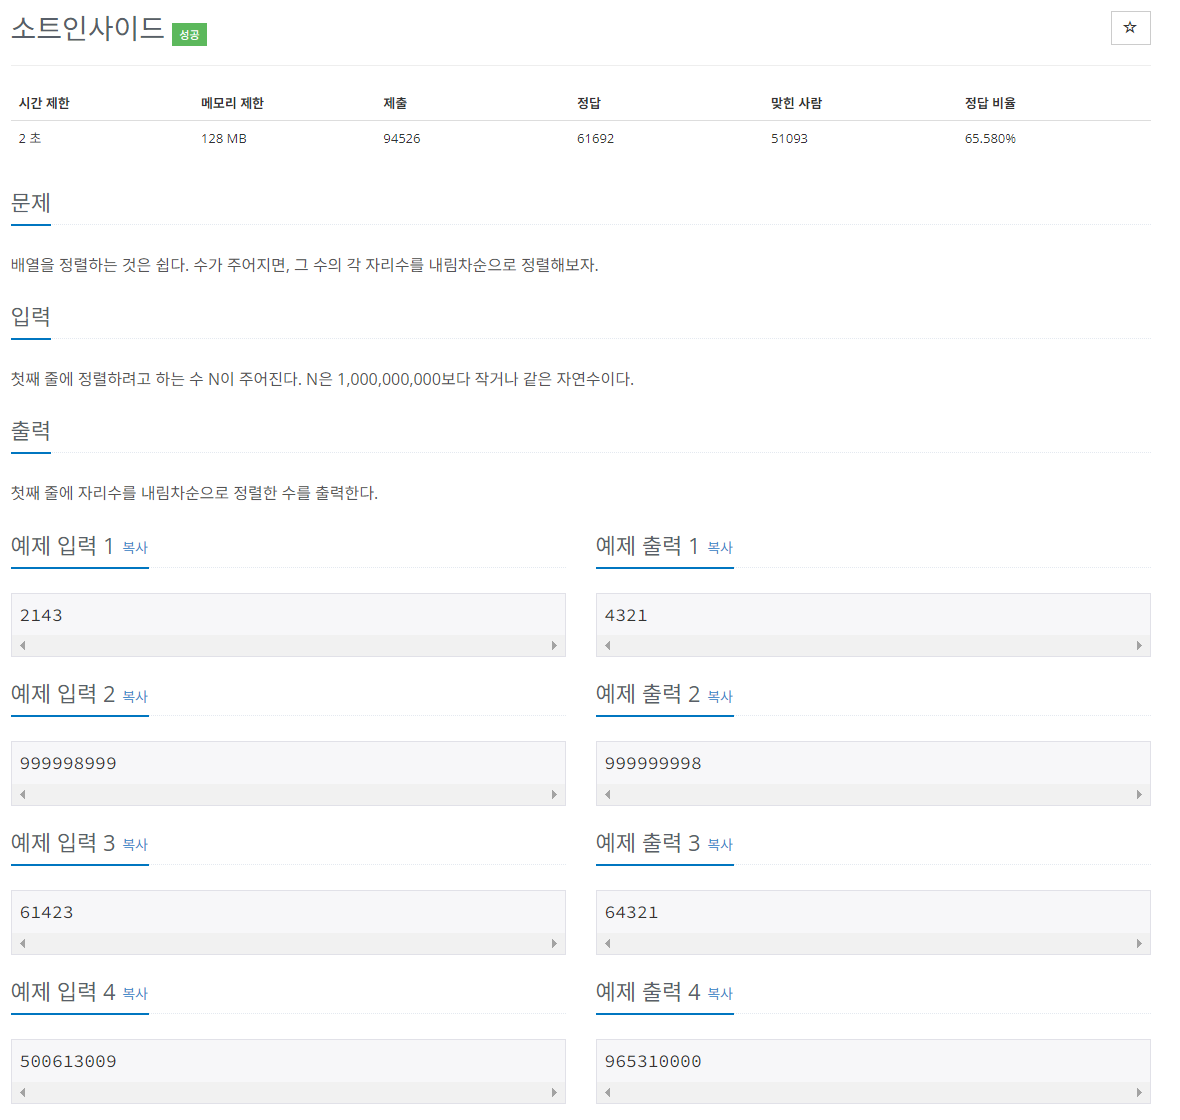 소트인사이드 성공
☆
시간 제한 메모리 제한 제출 정답 맞힌 사람 정답 비율
2 초 128 MB 94526 61692 51093 65.580%
문제
배열을 정렬하는 것은 쉽다. 수가 주어지면, 그 수의 각 자리수를 내림차순으로 정렬해보자.
입력
첫째 줄에 정렬하려고 하는 수 N이 주어진다. N은 1,000,000,000보다 작거나 같은 자연수이다.
출력
첫째 줄에 자리수를 내림차순으로 정렬한 수를 출력한다.
예제 입력 1 복사
2143
예제 출력 1 복사
4321
예제 입력 2 복사
999998999
예제 출력 2 복사
999999998
예제 입력 3 복사
61423
예제 출력 3 복사
64321
예제 입력 4 복사
500613009
예제 출력 4 복사
965310000